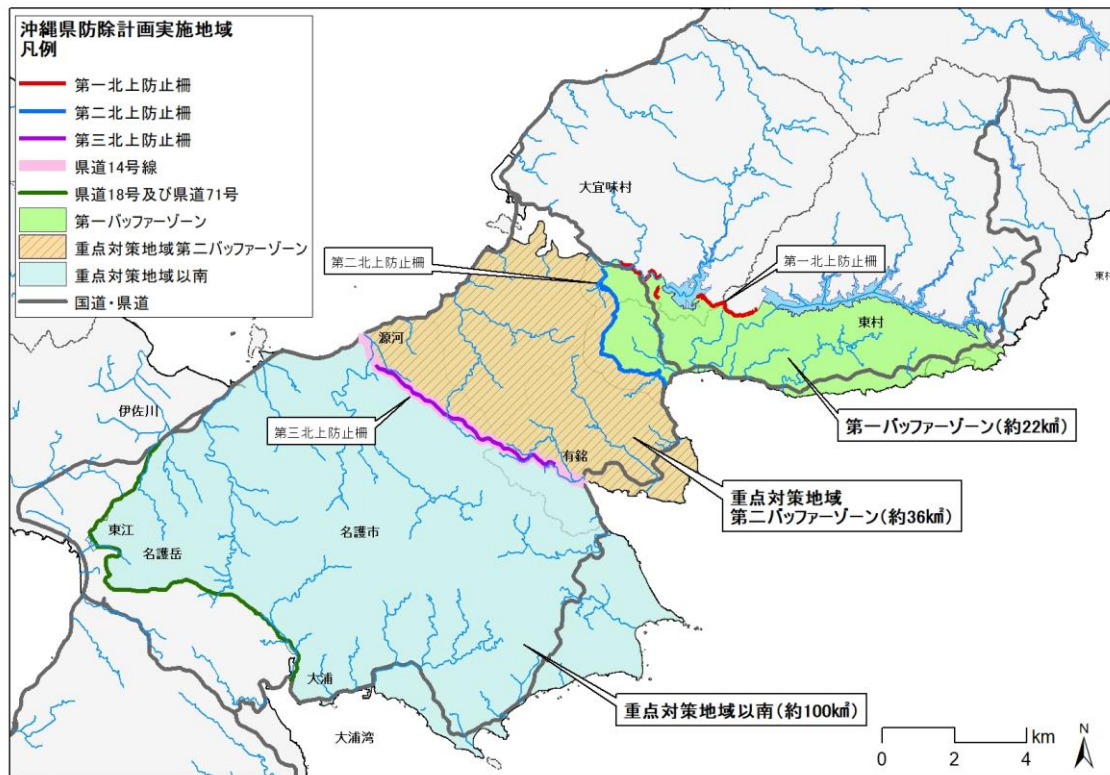 沖縄県防除計画実施地域
凡例
第一北上防止柵
第二北上防止柵
第三北上防止柵
県道14号線
県道18号及び県道71号
第一バッファーゾーン
重点対策地域第二バッファーゾーン
重点対策地域以南
国道・県道
大宜味村
第二北上防止柵
第一北上防止柵
東村
東村
源河
伊佐川
第三北上防止柵
有銘
第一バッファーゾーン(約22k㎡)
重点対策地域
第二バッファーゾーン(約36k㎡)
東江
名護岳
名護市
大浦
重点対策地域以南(約100k㎡)
大浦湾
km
0 2 4
N